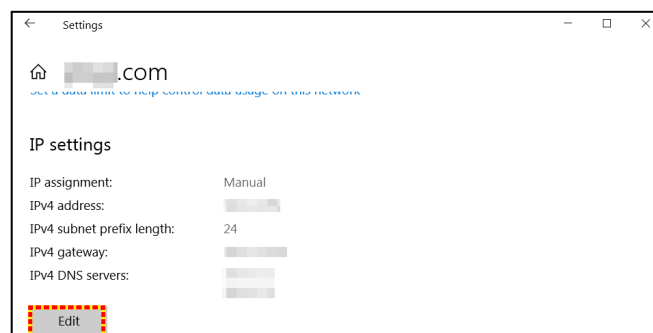 Settings
.com
Set a data limit to help control data usage on this network
IP settings
IP assignment: Manual
IPv4 address:
IPv4 subnet prefix length: 24
IPv4 gateway:
IPv4 DNS servers:
Edit